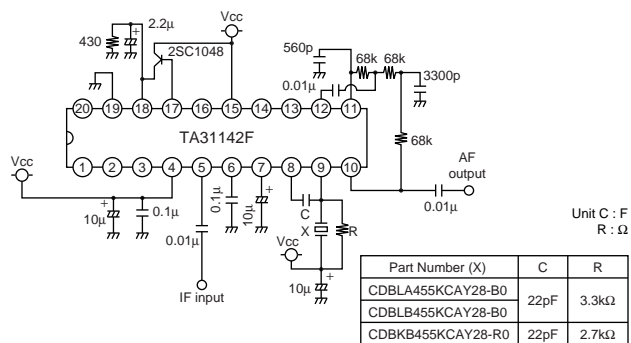 Vcc
2.2μ
430
+
2SC1048
560p
68k
68k
0.01μ
3300p
20 19 18 17 16 15 14 13 12 11
TA31142F
68k
1 2 3 4 5 6 7 8 9 10
Vcc
AF
output
+
10μ
0.1μ
0.01μ
0.1μ
10μ
+
C
X
R
0.01μ
Vcc
10μ
+
IF input
Unit C : F
R : Ω
Part Number (X) C R
CDBLA455KCAY28-B0 22pF 3.3kΩ
CDBLB455KCAY28-B0
CDBKB455KCAY28-R0 22pF 2.7kΩ